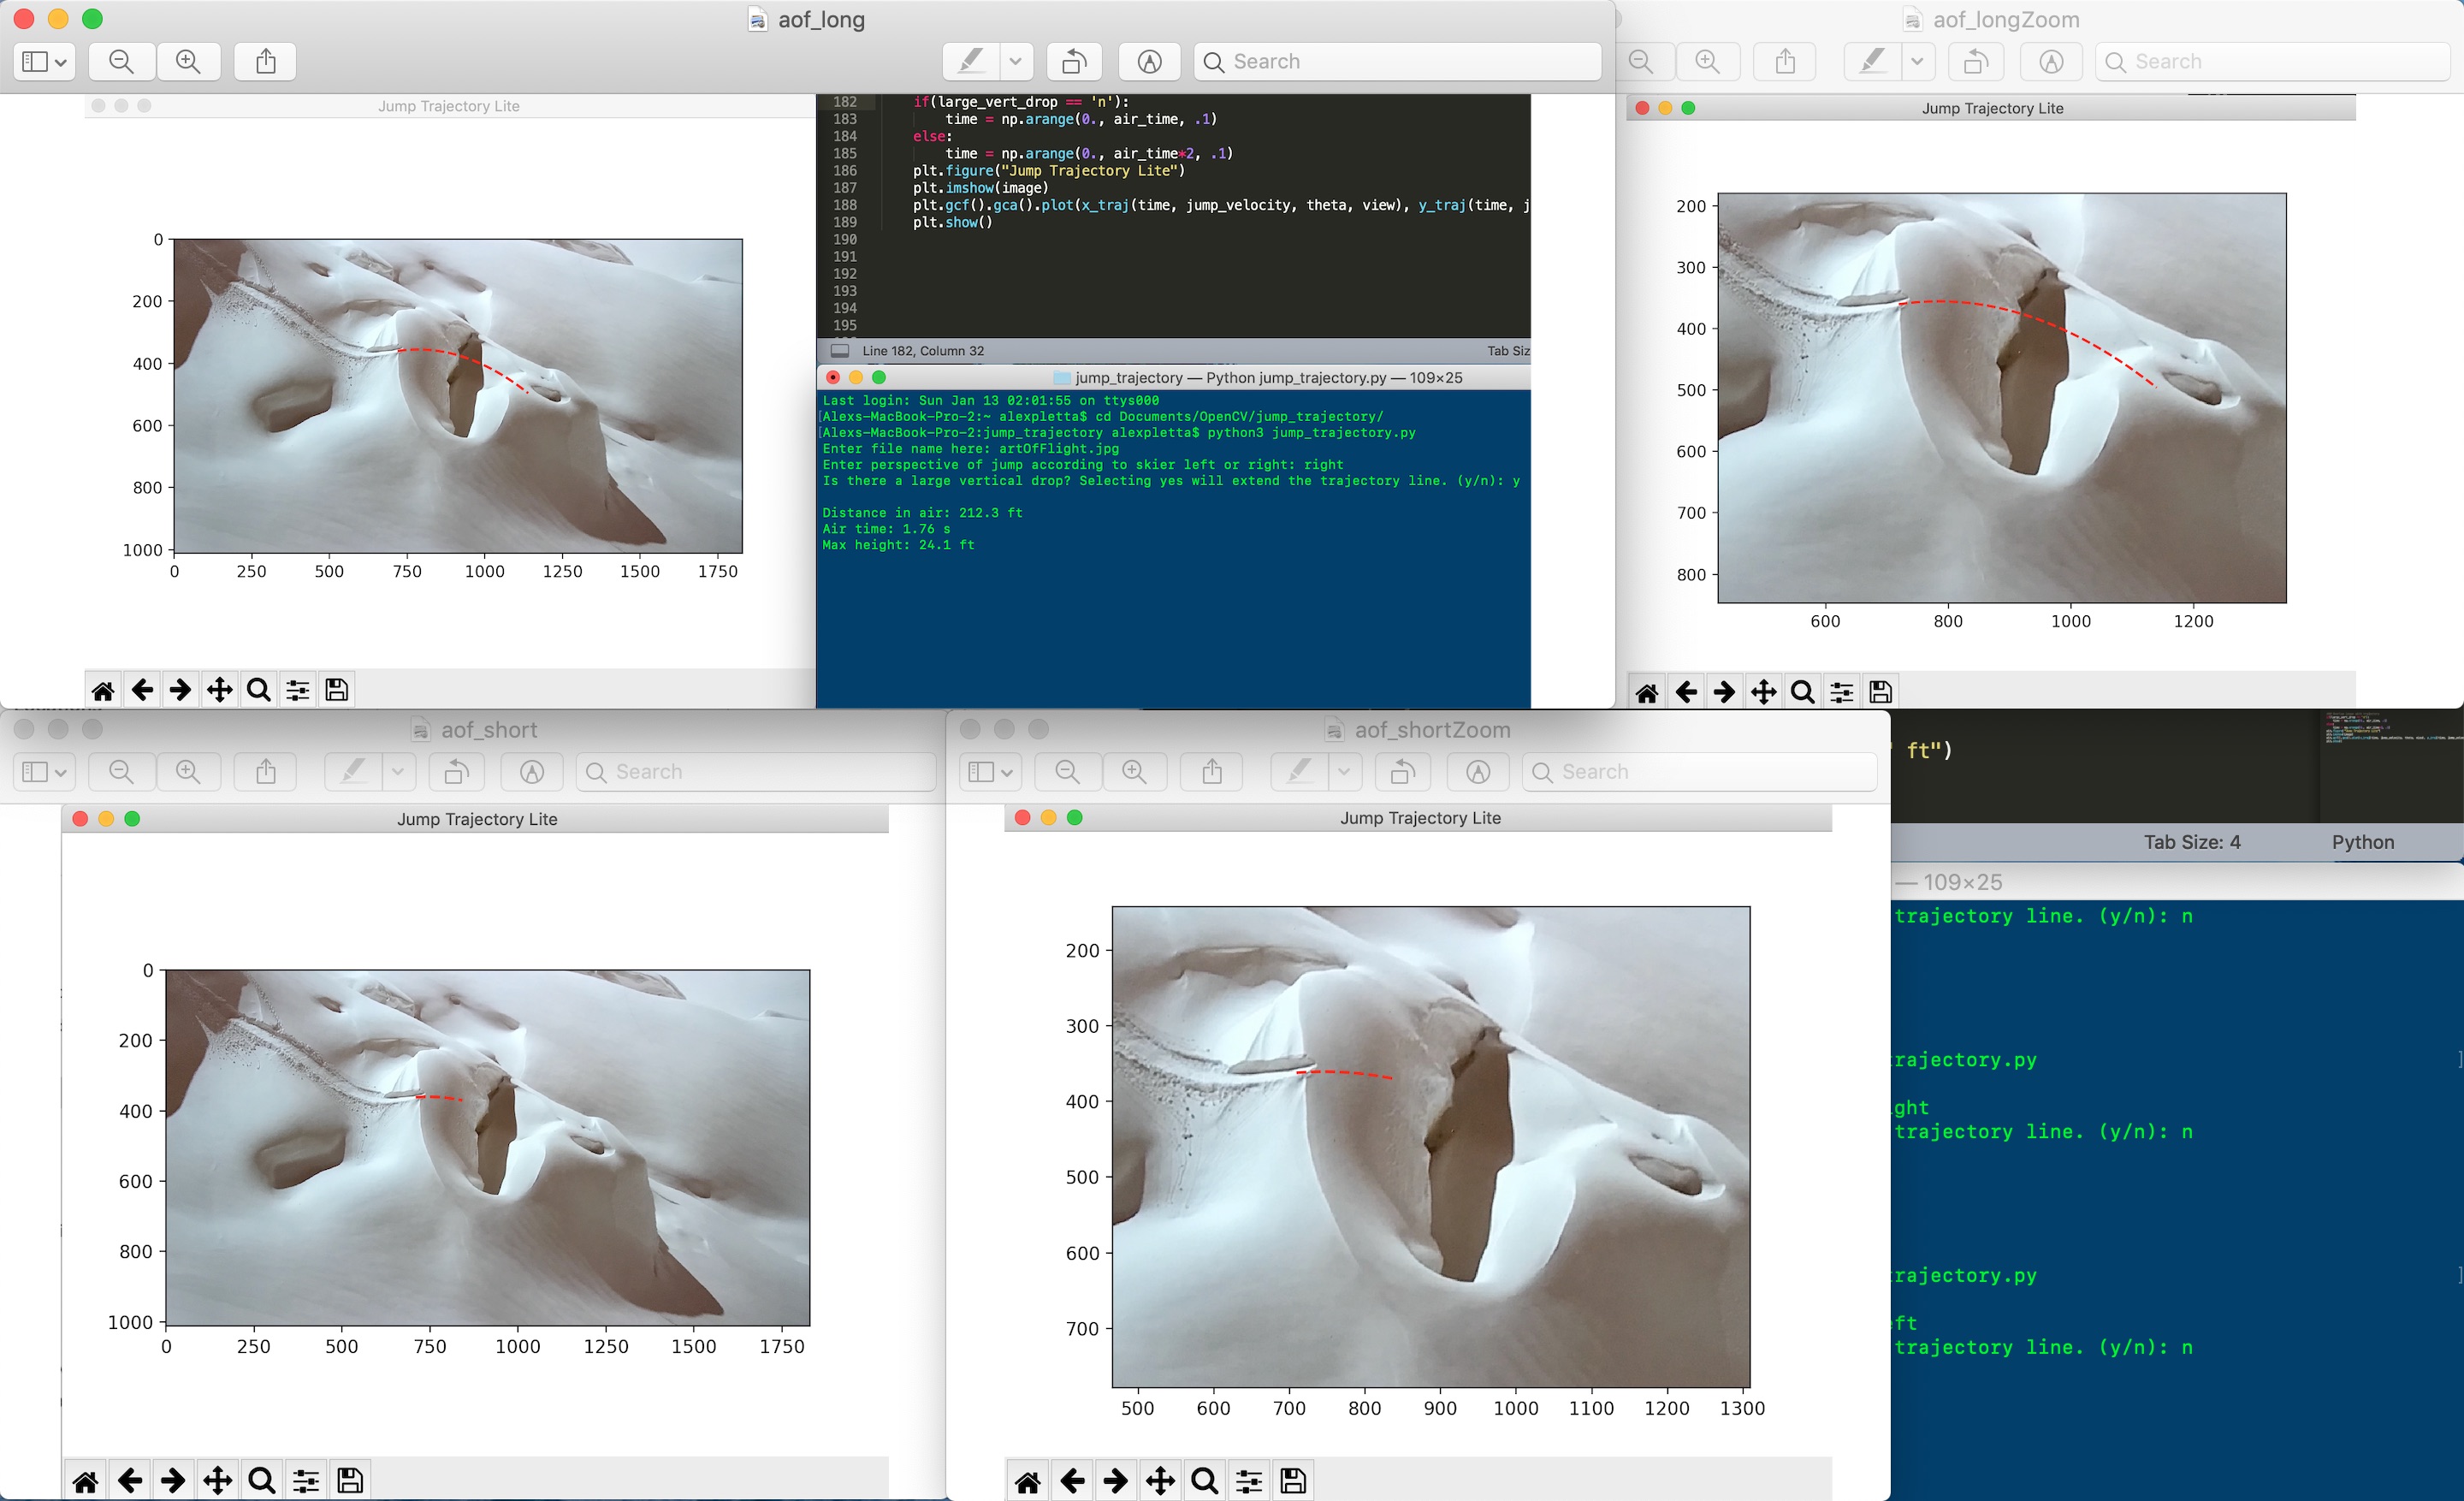 aof_long
Search
Jump Trajectory Lite
0
200
400
600
800
1000
0 250 500 750 1000 1250 1500 1750
182 if(large_vert_drop == 'n'):
183 time = np.arange(0., air_time, .1)
184 else:
185 time = np.arange(0., air_time*2, .1)
186 plt.figure("Jump Trajectory Lite")
187 plt.imshow(image)
188 plt.gcf().gca().plot(x_traj(time, jump_velocity, theta, view), y_traj(time, j
189 plt.show()
190
191
192
193
194
195
Line 182, Column 32 Tab Siz
jump_trajectory — Python jump_trajectory.py — 109×25
Last login: Sun Jan 13 02:01:55 on ttys000
[Alexs-MacBook-Pro-2:~ alexpletta$ cd Documents/OpenCV/jump_trajectory/
[Alexs-MacBook-Pro-2:jump_trajectory alexpletta$ python3 jump_trajectory.py
Enter file name here: artOfFlight.jpg
Enter perspective of jump according to skier left or right: right
Is there a large vertical drop? Selecting yes will extend the trajectory line. (y/n): y
Distance in air: 212.3 ft
Air time: 1.76 s
Max height: 24.1 ft
aof_longZoom
Search
Jump Trajectory Lite
200
300
400
500
600
700
800
600 800 1000 1200
aof_short
Search
Jump Trajectory Lite
0
200
400
600
800
1000
0 250 500 750 1000 1250 1500 1750
aof_shortZoom
Search
Jump Trajectory Lite
200
300
400
500
600
700
500 600 700 800 900 1000 1100 1200 1300
ft")
Tab Size: 4 Python
— 109×25
trajectory line. (y/n): n
rajectory.py ]
ght
trajectory line. (y/n): n
rajectory.py ]
eft
trajectory line. (y/n): n